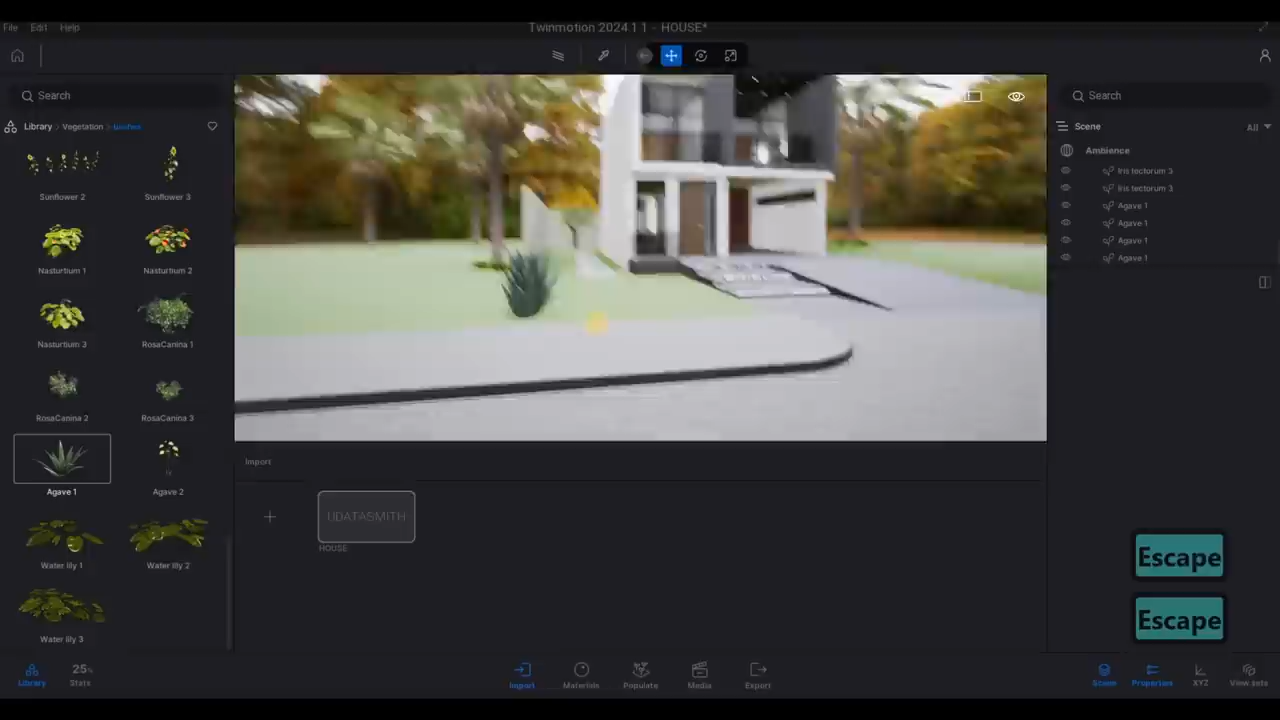 File Edit Help
Twinmotion 2024.1 1 - HOUSE*
Search
Library > Vegetation >
Sunflower 2
Sunflower 3
Nasturtium 1
Nasturtium 2
Nasturtium 3
RosaCanina 1
RosaCanina 2
RosaCanina 3
Agave 1
Agave 2
Water lily 1
Water lily 2
Water lily 3
Import
UDATASMITH
HOUSE
Search
Scene
All
Ambience
Iris tectorum 3
Iris tectorum 3
Agave 1
Agave 1
Agave 1
Agave 1
Escape
Escape
Library
25%
Stats
Import
Materials
Populate
Media
Export
Scene
Properties
XYZ
View sets